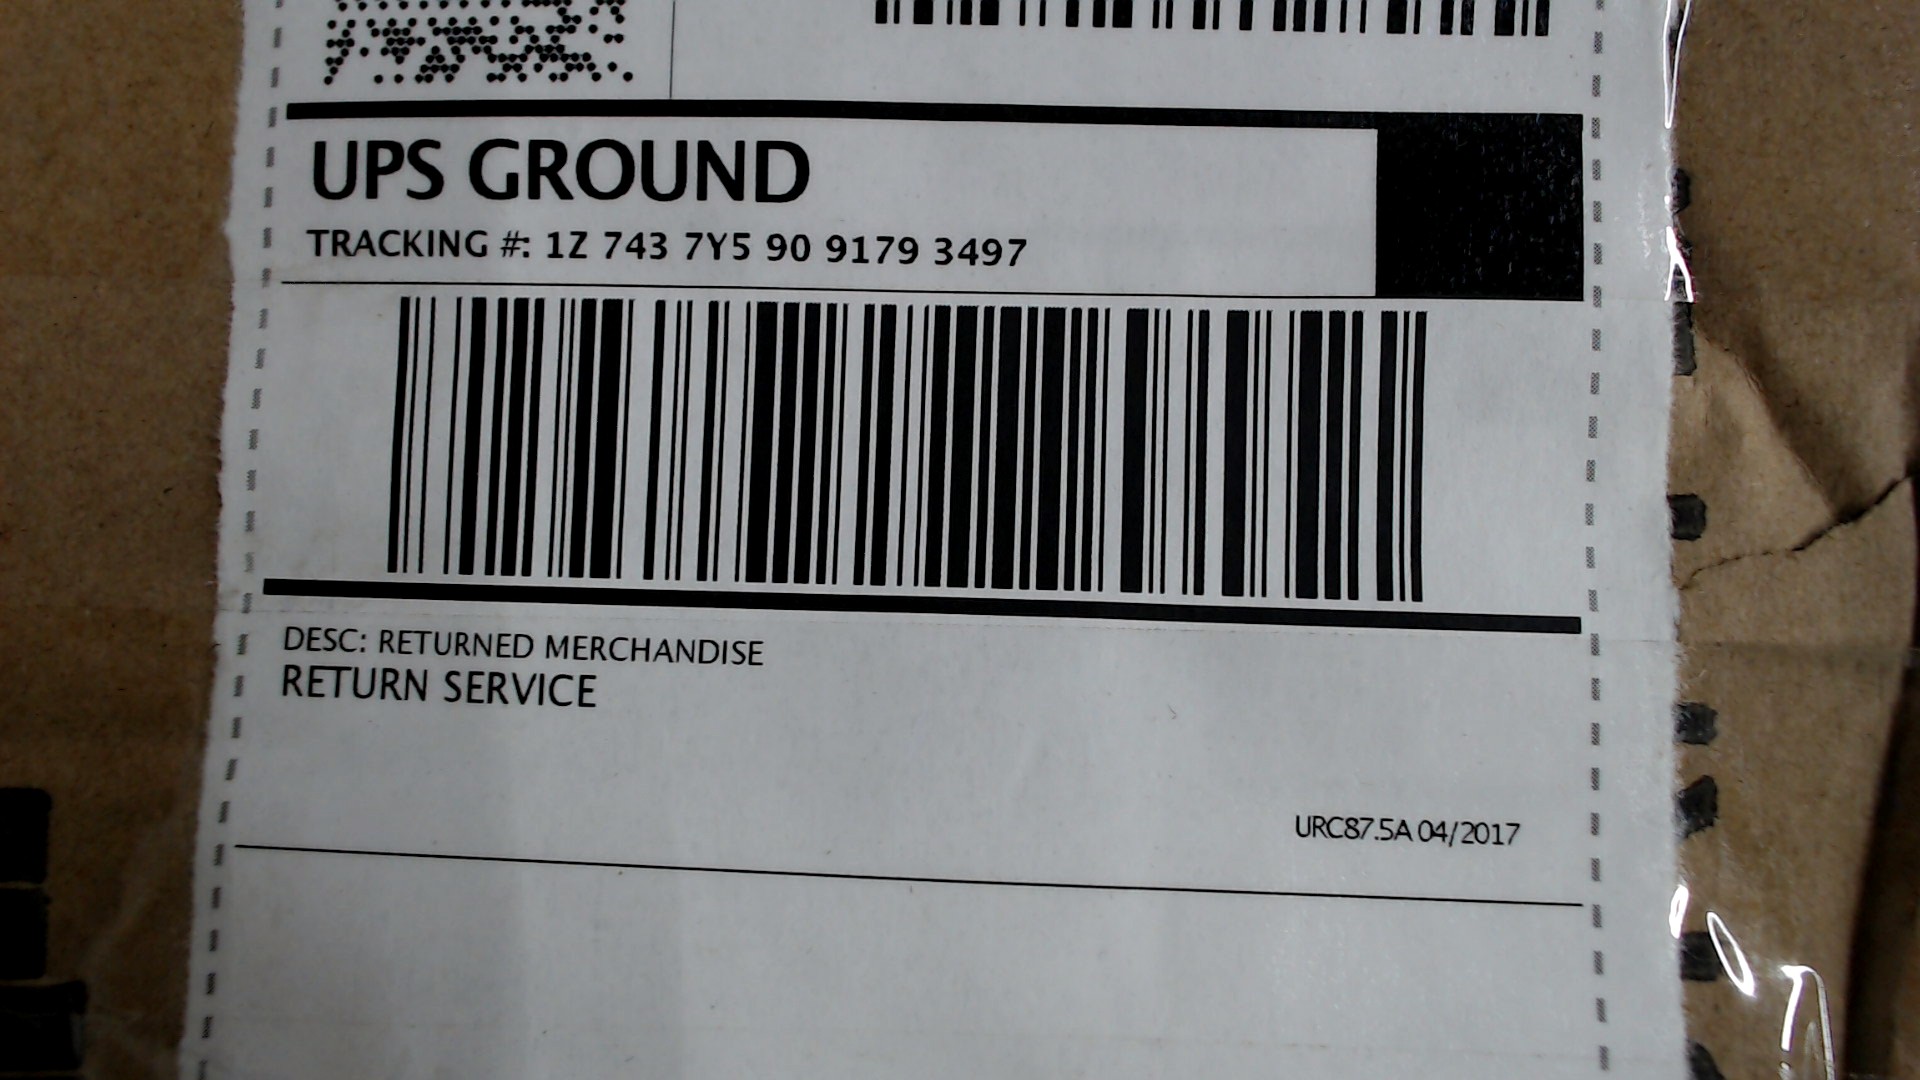 UPS GROUND
TRACKING #: 1Z 743 7Y5 90 9179 3497
DESC: RETURNED MERCHANDISE
RETURN SERVICE
URC87.5A 04/2017